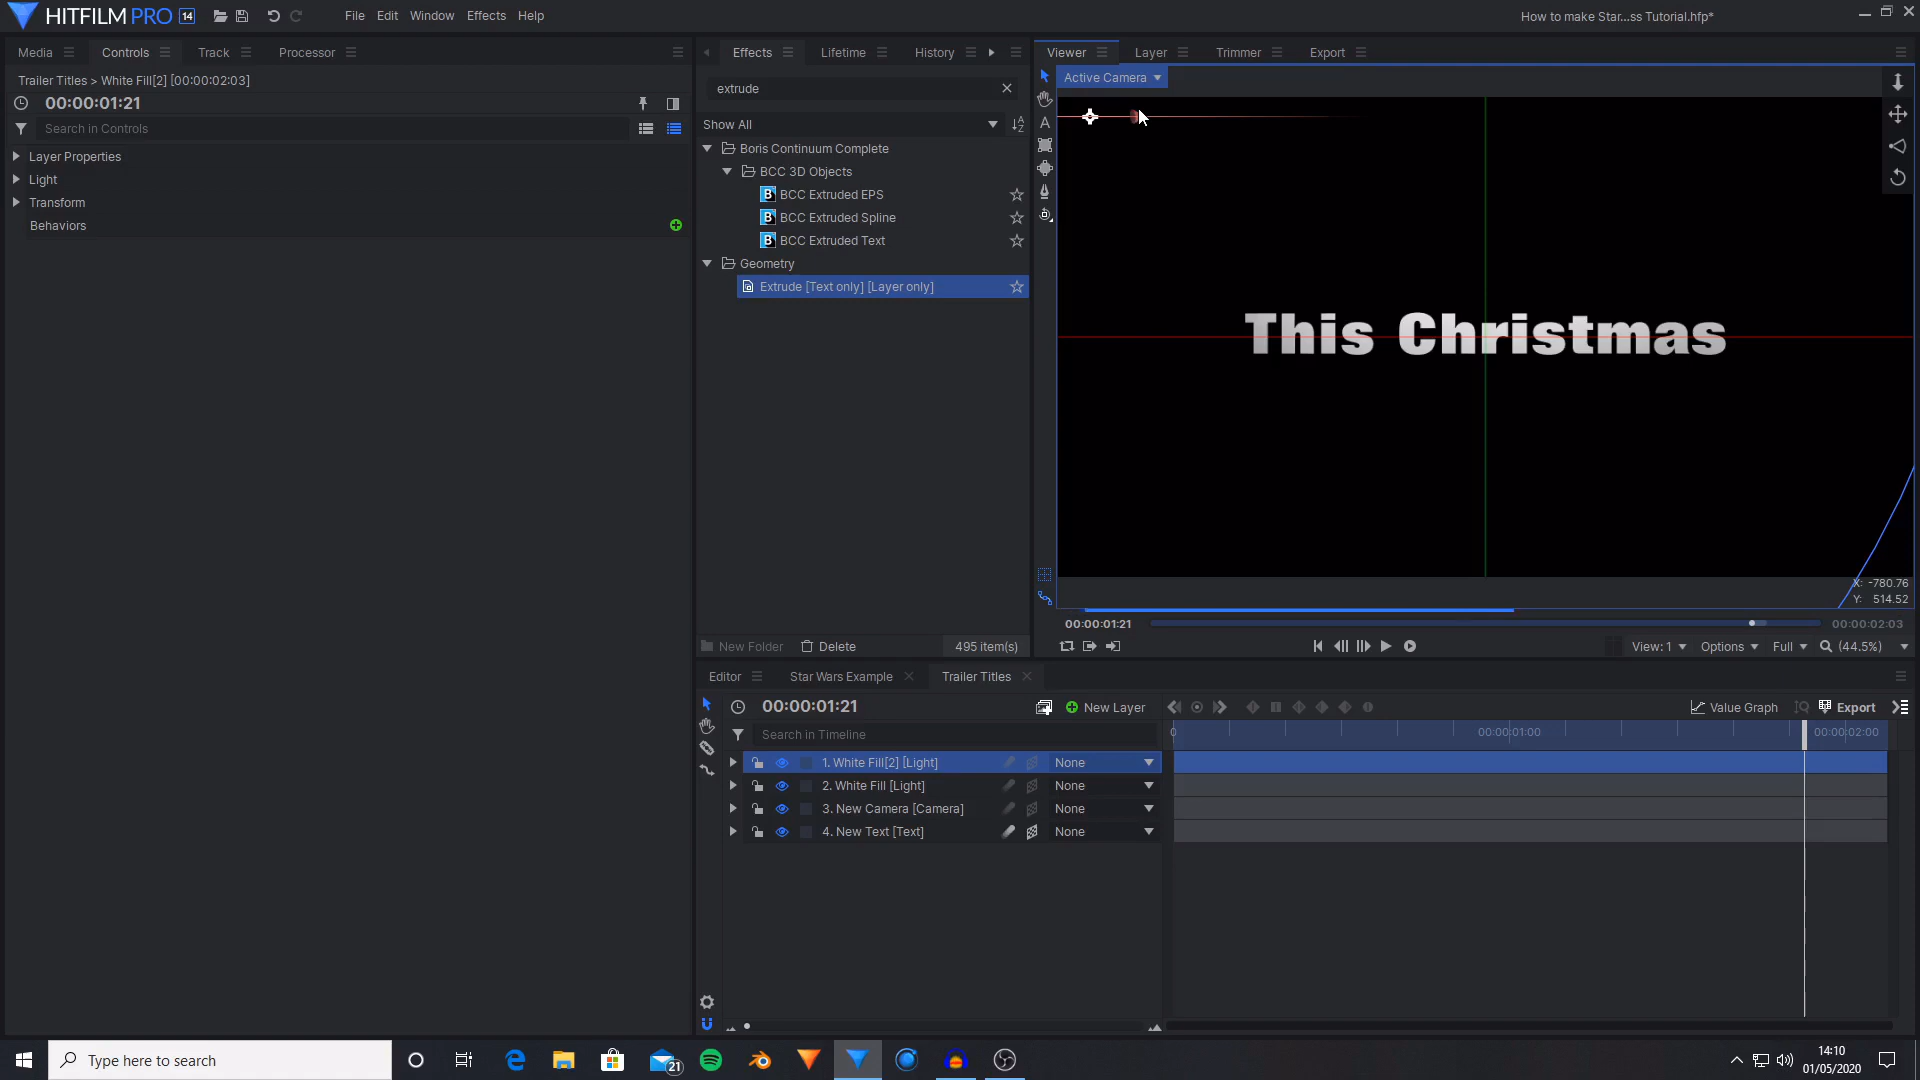 HITFILM PRO 14
File Edit Window Effects Help
How to make Star...ss Tutorial.hfp*
Media Controls Track Processor
Effects Lifetime History
Viewer Layer Trimmer Export
Trailer Titles > White Fill[2] [00:00:02:03]
00:00:01:21
Search in Controls
Layer Properties
Light
Transform
Behaviors
extrude
Show All
Boris Continuum Complete
BCC 3D Objects
BCC Extruded EPS
BCC Extruded Spline
BCC Extruded Text
Geometry
Extrude [Text only] [Layer only]
New Folder Delete 495 item(s)
Active Camera
This Christmas
X: -780.76
Y: 514.52
00:00:01:21 00:00:02:03
View: 1 Options Full (44.5%)
Editor Star Wars Example Trailer Titles
00:00:01:21 New Layer Value Graph Export
Search in Timeline
0 00:00:01:00 00:00:02:00
1. White Fill[2] [Light] None
2. White Fill [Light] None
3. New Camera [Camera] None
4. New Text [Text] None
Type here to search
21
14:10
01/05/2020